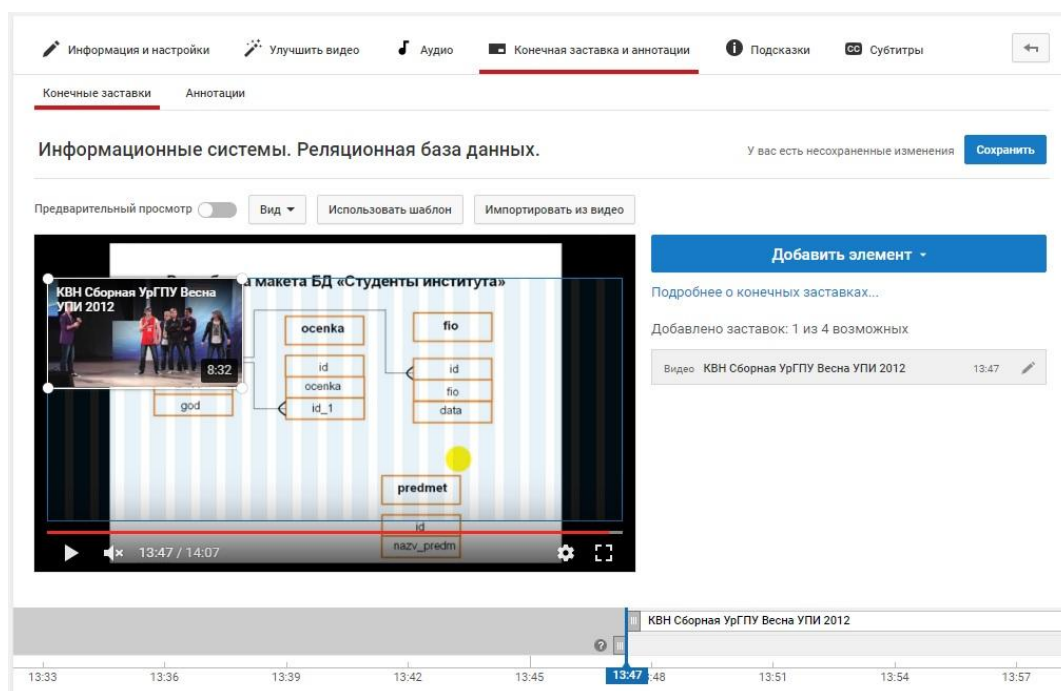 Информация и настройки
Улучшить видео
Аудио
Конечная заставка и аннотации
Подсказки
CC Субтитры
Конечные заставки
Аннотации
Информационные системы. Реляционная база данных.
У вас есть несохраненные изменения
Сохранить
Предварительный просмотр
Вид
Использовать шаблон
Импортировать из видео
макета БД «Студенты института»
КВН Сборная УрГПУ Весна
УПИ 2012
8:32
god
ocenka
id
ocenka
id_1
fio
id
fio
data
predmet
id
nazv_predm
13:47 / 14:07
Добавить элемент
Подробнее о конечных заставках...
Добавлено заставок: 1 из 4 возможных
Видео КВН Сборная УрГПУ Весна УПИ 2012 13:47
КВН Сборная УрГПУ Весна УПИ 2012
?
13:33 13:36 13:39 13:42 13:45 13:47 :48 13:51 13:54 13:57